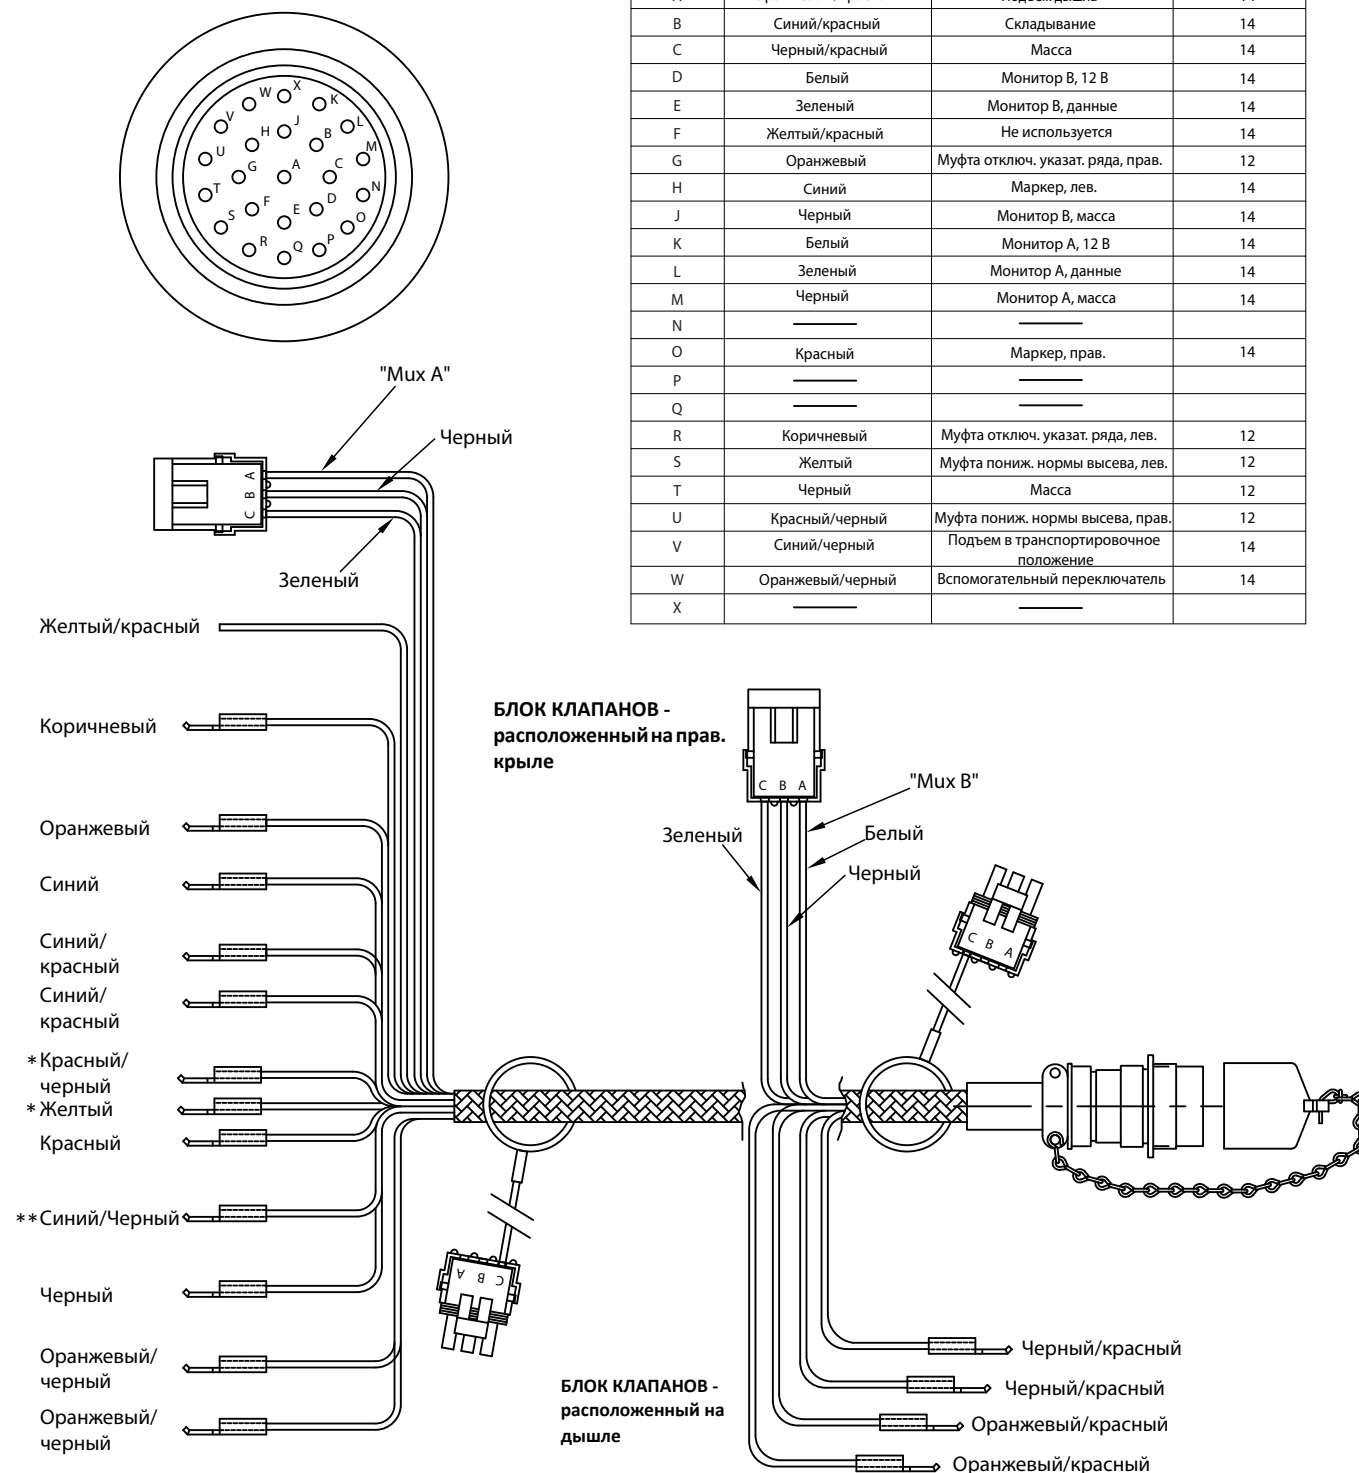 B Синий/красный Складывание 14
C Черный/красный Масса 14
D Белый Монитор B, 12 В 14
E Зеленый Монитор B, данные 14
F Желтый/красный Не используется 14
G Оранжевый Муфта отключ. указат. ряда, прав. 12
H Синий Маркер, лев. 14
J Черный Монитор B, масса 14
K Белый Монитор А, 12 В 14
L Зеленый Монитор А, данные 14
M Черный Монитор А, масса 14
N
O Красный Маркер, прав. 14
P
Q
R Коричневый Муфта отключ. указат. ряда, лев. 12
S Желтый Муфта пониж. нормы высева, лев. 12
T Черный Масса 12
U Красный/черный Муфта пониж. нормы высева, прав. 12
V Синий/черный Подъем в транспортировочное 14
положение
W Оранжевый/черный Вспомогательный переключатель 14
X
W X K
V H J B L
U G A C M
T F E D N
S R Q P O
"Mux A"
Черный
A B C
Зеленый
Желтый/красный
Коричневый
Оранжевый
Синий
Синий/
красный
Синий/
красный
*Красный/
черный
*Желтый
Красный
**Синий/Черный
Черный
Оранжевый/
черный
Оранжевый/
черный
БЛОК КЛАПАНОВ -
расположенный на прав.
крыле
C B A
"Mux B"
Зеленый
Белый
Черный
C B A
A B C
БЛОК КЛАПАНОВ -
расположенный на
дышле
Черный/красный
Черный/красный
Оранжевый/красный
Оранжевый/красный